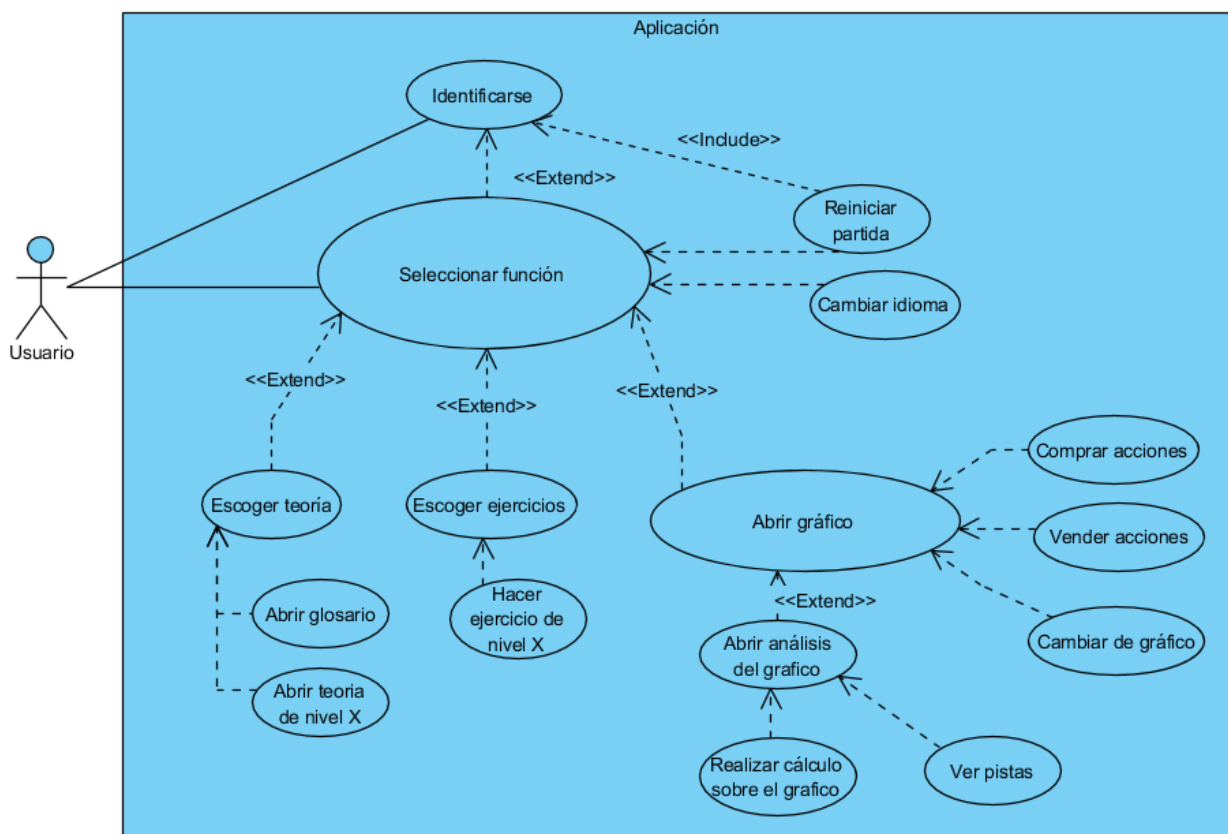 Aplicación
Identificarse
<<Include>>
<<Extend>>
Reiniciar
partida
Seleccionar función
Cambiar idioma
Usuario
<<Extend>>
<<Extend>>
<<Extend>>
Comprar acciones
Escoger teoría
Escoger ejercicios
Abrir gráfico
Vender acciones
Abrir glosario
Hacer
ejercicio de
nivel X
<<Extend>>
Abrir análisis
del grafico
Cambiar de gráfico
Abrir teoria
de nivel X
Realizar cálculo
sobre el grafico
Ver pistas